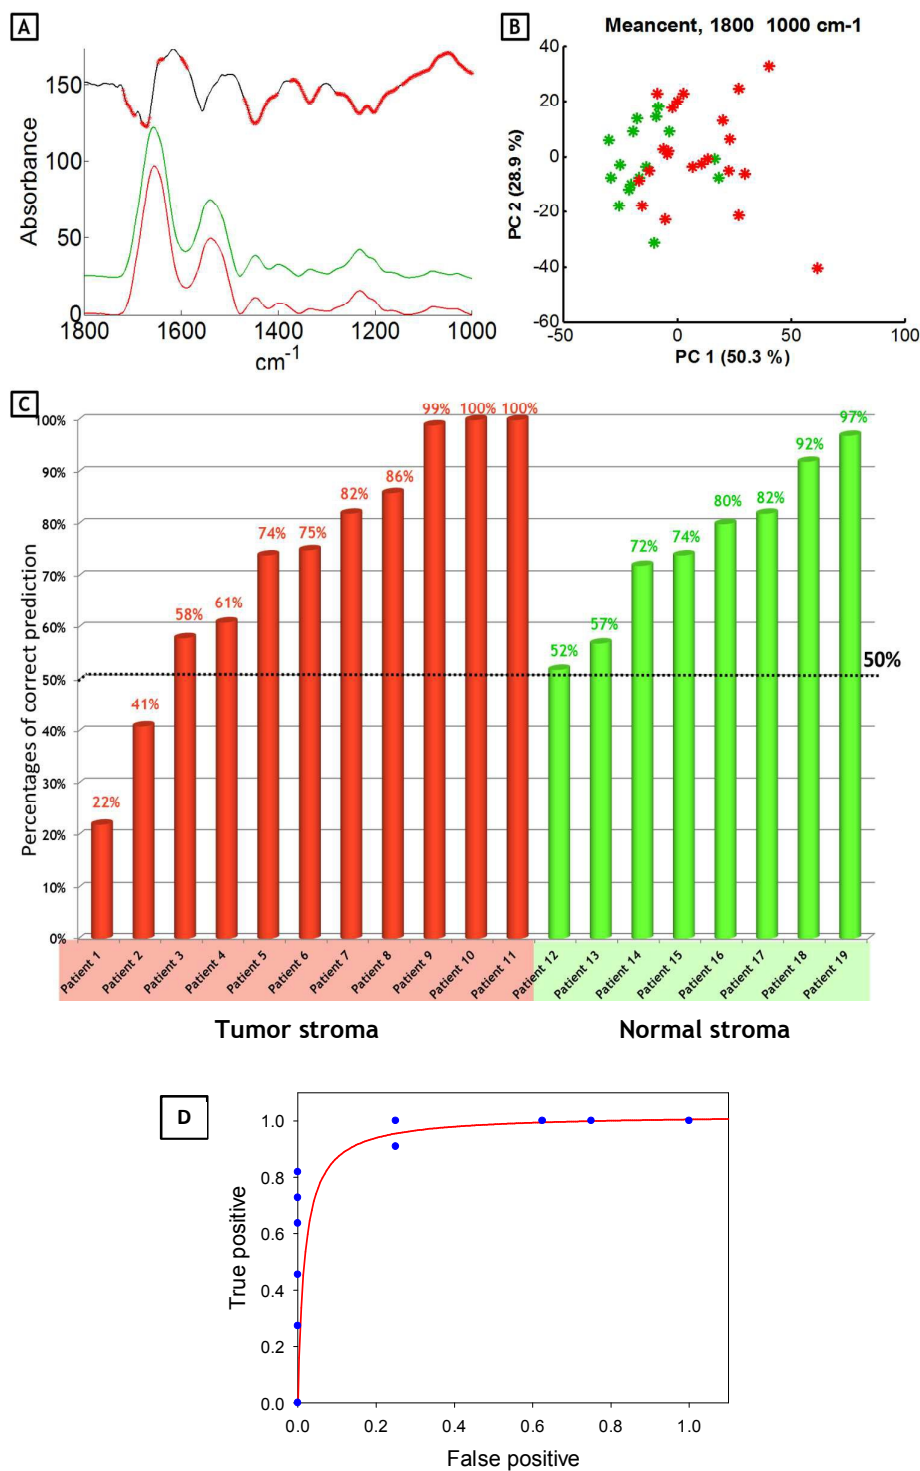 A
150
100
50
0
Absorbance
1800 1600 1400 1200 1000
cm-1
B
Meancent, 1800 1000 cm-1
40
20
0
-20
-40
-60
PC 2 (28.9 %)
-50 0 50 100
PC 1 (50.3 %)
C
100%
90%
80%
70%
60%
50%
40%
30%
20%
10%
0%
Percentages of correct prediction
22%
41%
58%
61%
74%
75%
82%
86%
99%
100%
100%
52%
57%
72%
74%
80%
82%
92%
97%
50%
Patient 1
Patient 2
Patient 3
Patient 4
Patient 5
Patient 6
Patient 7
Patient 8
Patient 9
Patient 10
Patient 11
Patient 12
Patient 13
Patient 14
Patient 15
Patient 16
Patient 17
Patient 18
Patient 19
Tumor stroma
Normal stroma
D
1.0
0.8
0.6
0.4
0.2
0.0
True positive
0.0 0.2 0.4 0.6 0.8 1.0
False positive